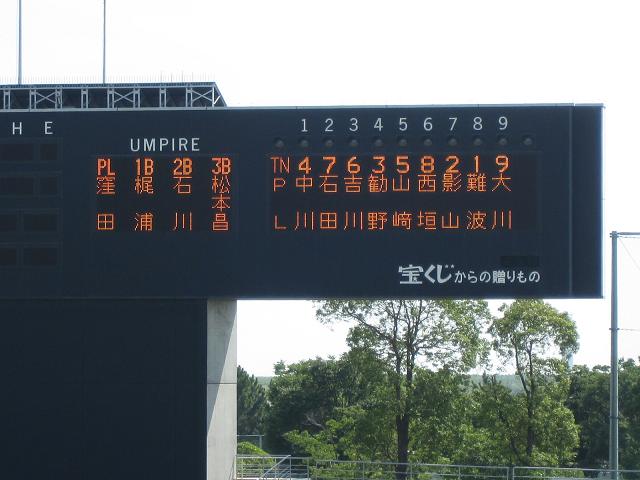 H E
1 2 3 4 5 6 7 8 9
UMPIRE
PL 1B 2B 3B
窪田 梶浦 石川 松本昌
TN 4 7 6 3 5 8 2 1 9
PL 中川 石田 吉川 勧野 山崎 西垣 影山 難波 大川
宝くじからの贈りもの